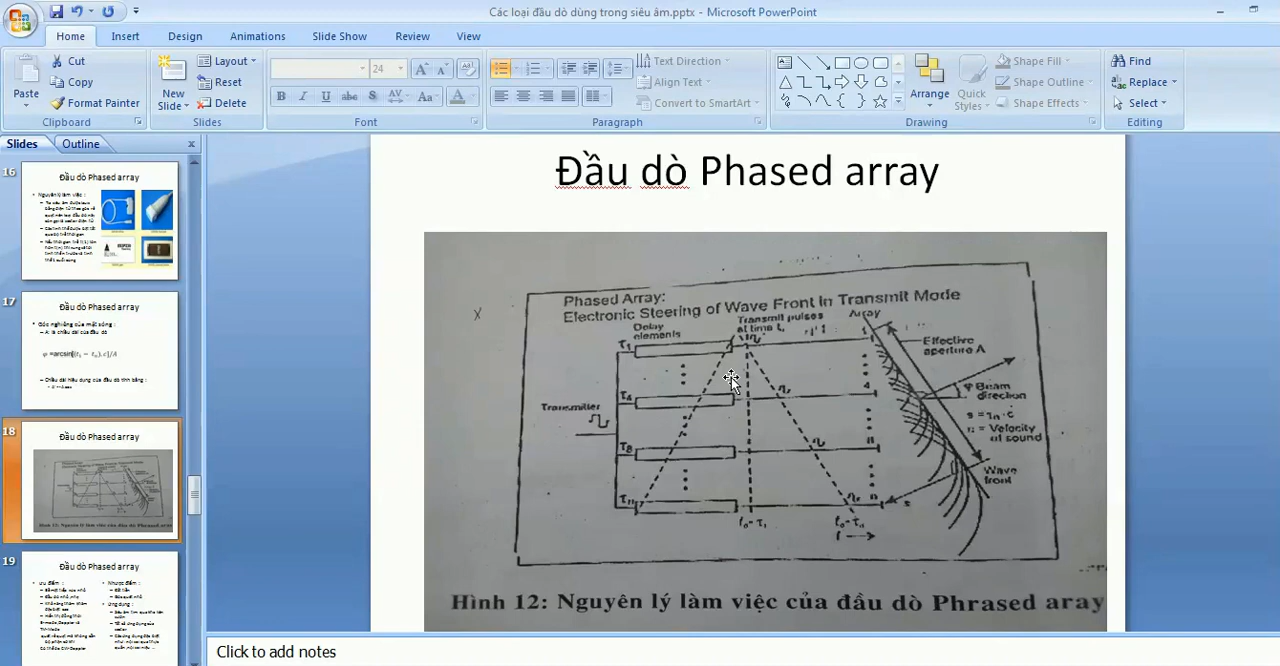 Các loại đầu dò dùng trong siêu âm.pptx - Microsoft PowerPoint
Home Insert Design Animations Slide Show Review View
Paste
Cut
Copy
Format Painter
Clipboard
New Slide
Layout
Reset
Delete
Slides
24
B I U abc S AV Aa A
Font
Text Direction
Align Text
Convert to SmartArt
Paragraph
Arrange
Quick Styles
Shape Fill
Shape Outline
Shape Effects
Drawing
Find
Replace
Select
Editing
Slides Outline
16
Đầu dò Phased array
17
Đầu dò Phased array
18
Đầu dò Phased array
19
Đầu dò Phased array
Đầu dò Phased array
X
Phased Array:
Electronic Steering of Wave Front in Transmit Mode
Delay elements
Transmit pulses at time t
Array
Effective aperture A
φ Beam direction
Transmitter
= Velocity of sound
Wave front
Hình 12: Nguyên lý làm việc của đầu dò Phrased aray
Click to add notes